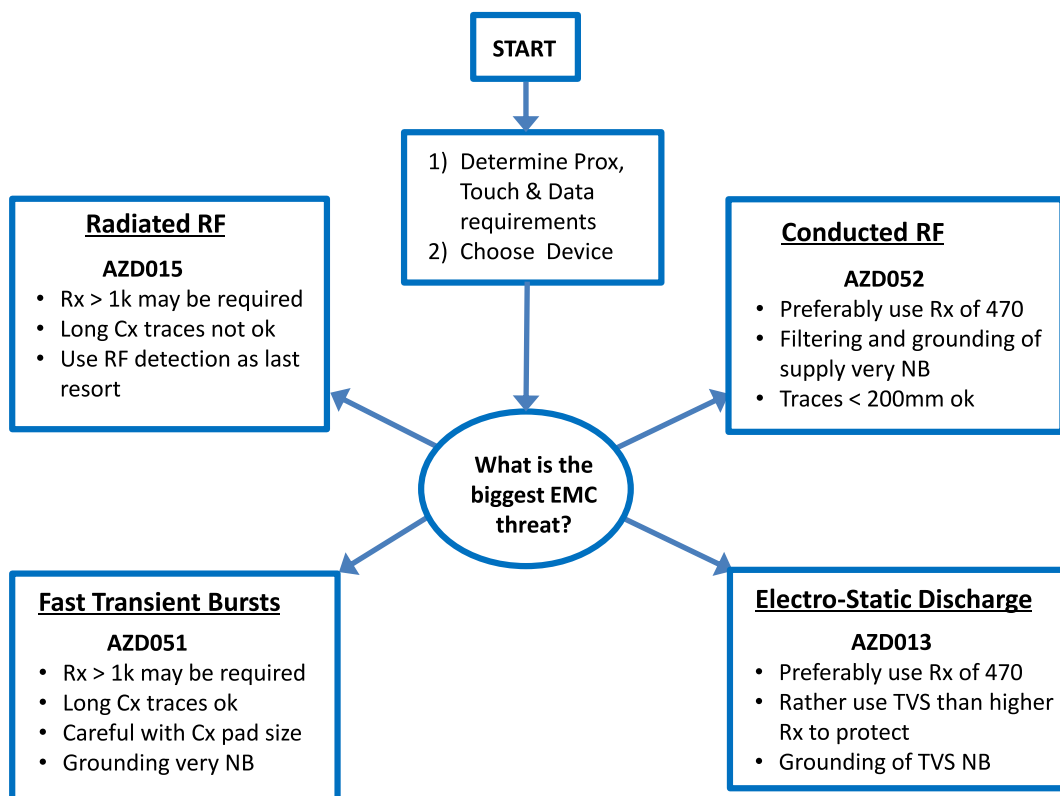 START
1) Determine Prox,
Touch & Data
requirements
2) Choose Device
Radiated RF
AZD015
• Rx > 1k may be required
• Long Cx traces not ok
• Use RF detection as last
resort
Conducted RF
AZD052
• Preferably use Rx of 470
• Filtering and grounding of
supply very NB
• Traces < 200mm ok
What is the
biggest EMC
threat?
Fast Transient Bursts
AZD051
• Rx > 1k may be required
• Long Cx traces ok
• Careful with Cx pad size
• Grounding very NB
Electro-Static Discharge
AZD013
• Preferably use Rx of 470
• Rather use TVS than higher
Rx to protect
• Grounding of TVS NB